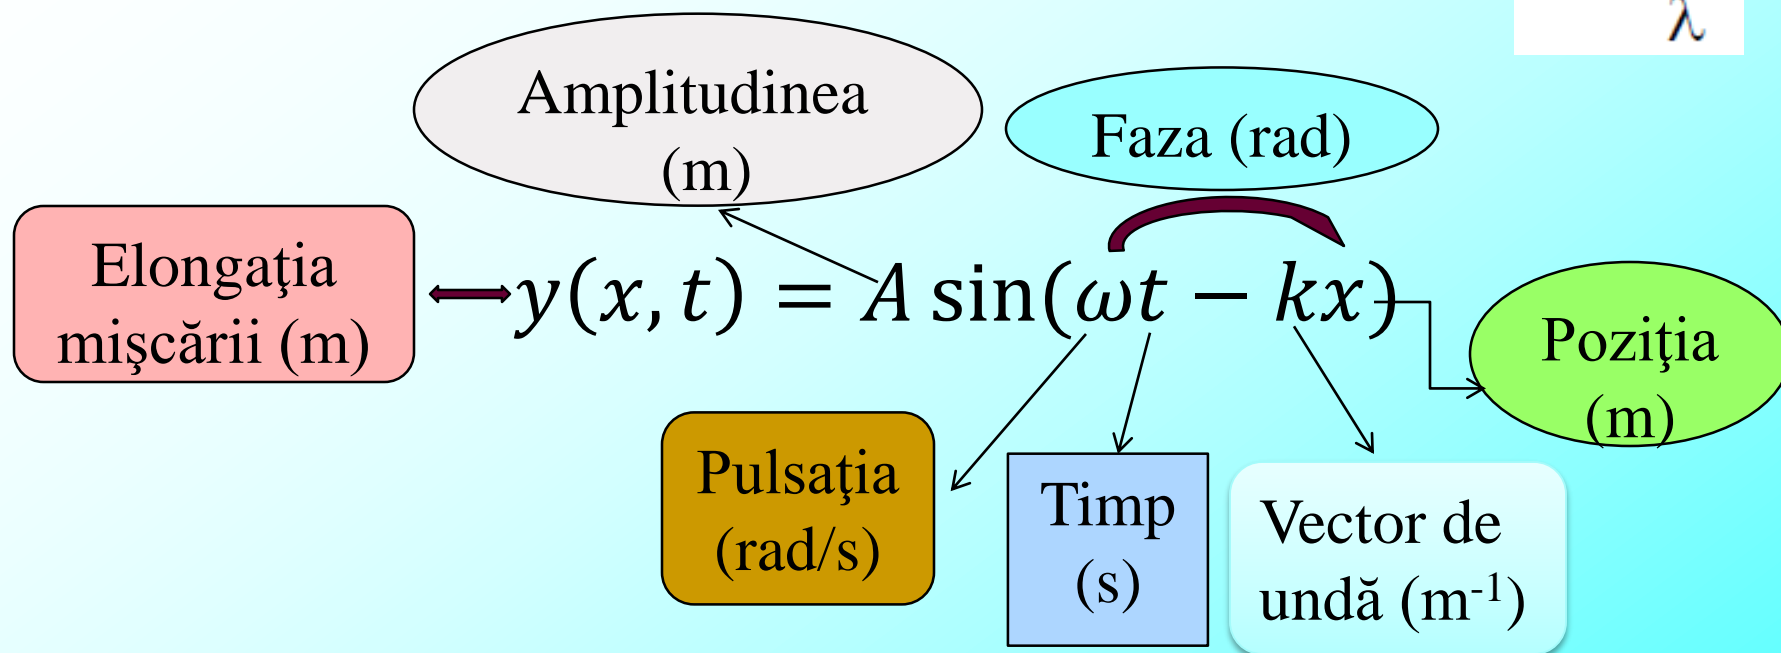 λ
Amplitudinea
(m)
Faza (rad)
Elongaţia
mişcării (m)
y(x, t) = A sin(ωt − kx)
Poziţia
(m)
Pulsaţia
(rad/s)
Timp
(s)
Vector de
undă (m⁻¹)